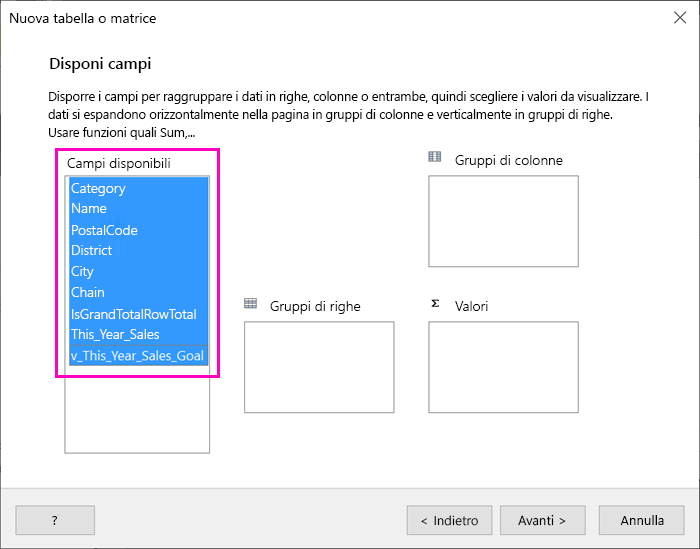 Nuova tabella o matrice
Disponi campi
Disporre i campi per raggruppare i dati in righe, colonne o entrambe, quindi scegliere i valori da visualizzare. I
dati si espandono orizzontalmente nella pagina in gruppi di colonne e verticalmente in gruppi di righe.
Usare funzioni quali Sum,...
Campi disponibili
Category
Name
PostalCode
District
City
Chain
IsGrandTotalRowTotal
This_Year_Sales
v_This_Year_Sales_Goal
Gruppi di colonne
Gruppi di righe
Σ Valori
?
< Indietro
Avanti >
Annulla